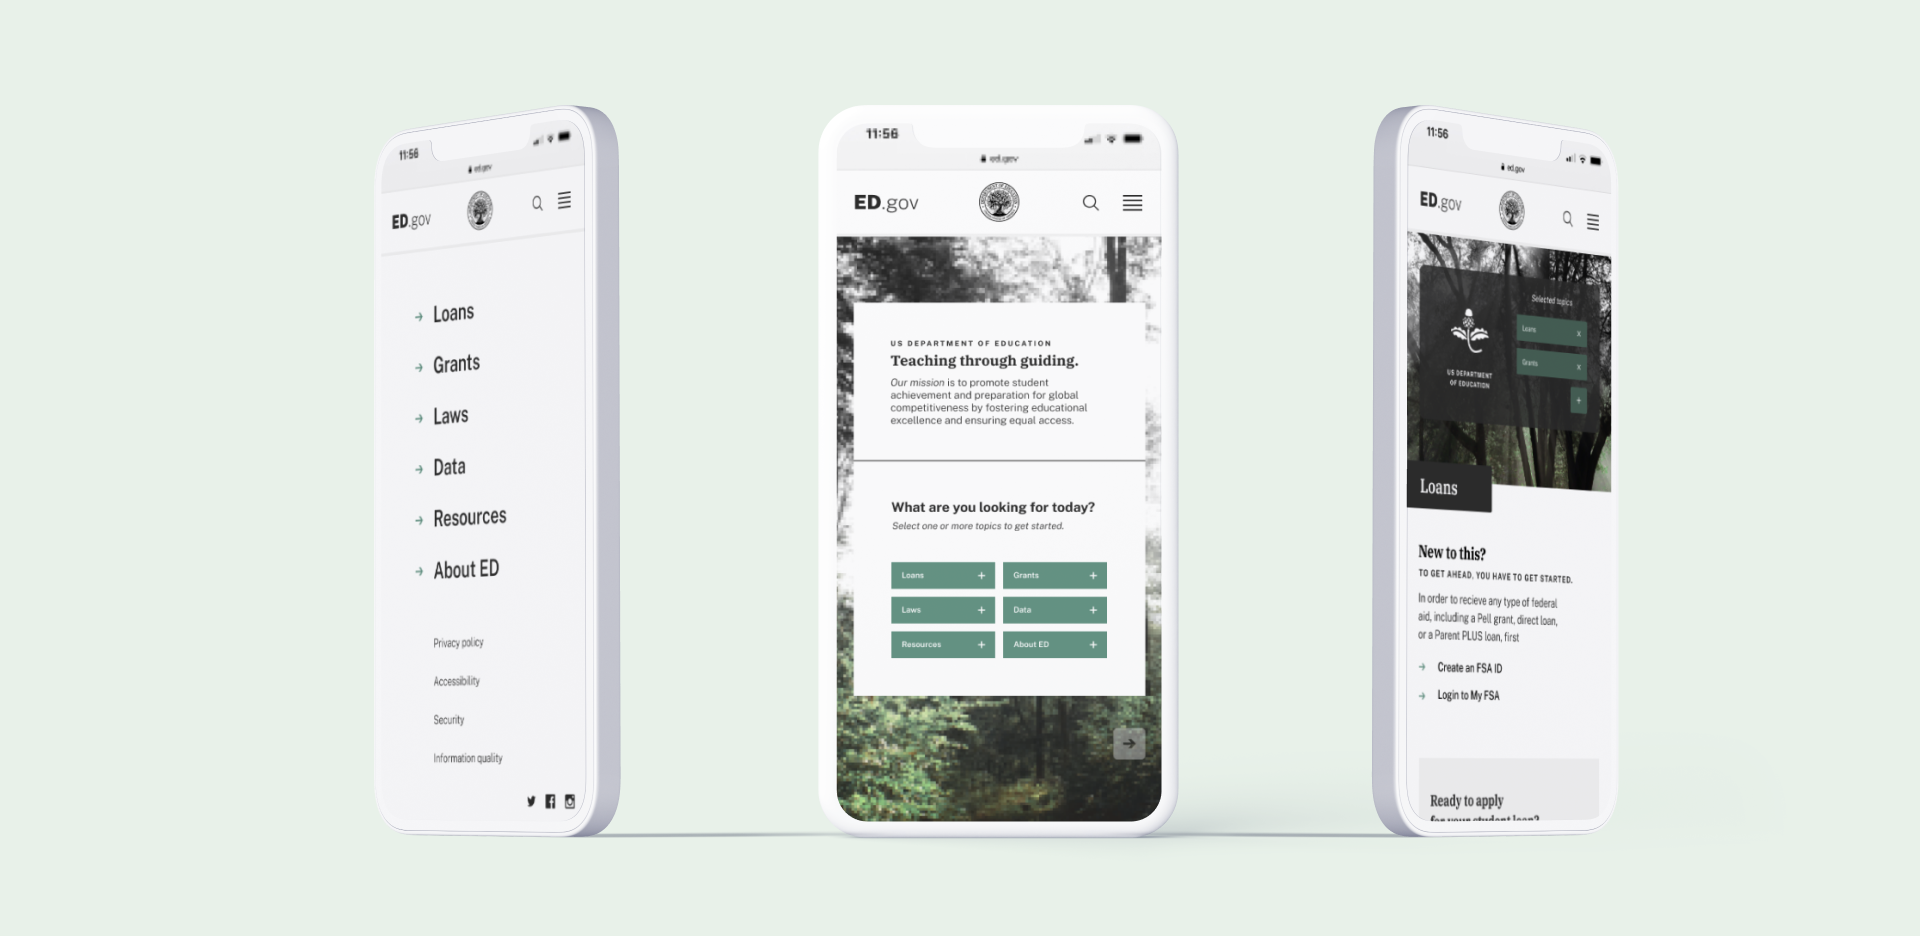 11:56
ed.gov
ED.gov
Loans
Grants
Laws
Data
Resources
About ED
Privacy policy
Accessibility
Security
Information quality
11:56
ed.gov
ED.gov
US DEPARTMENT OF EDUCATION
Teaching through guiding.
Our mission is to promote student
achievement and preparation for global
competitiveness by fostering educational
excellence and ensuring equal access.
What are you looking for today?
Select one or more topics to get started.
Loans + Grants +
Laws + Data +
Resources + About ED +
11:56
ed.gov
ED.gov
Selected topics
Loans x
Grants x
+
US DEPARTMENT
OF EDUCATION
Loans
New to this?
TO GET AHEAD, YOU HAVE TO GET STARTED.
In order to recieve any type of federal
aid, including a Pell grant, direct loan,
or a Parent PLUS loan, first
Create an FSA ID
Login to My FSA
Ready to apply
for your student loan?